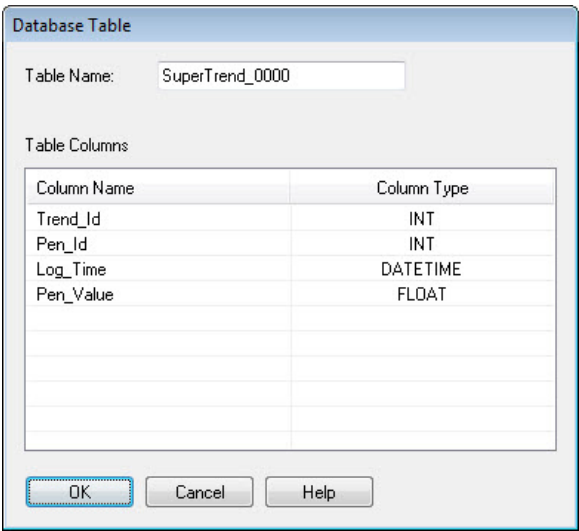 Database Table
Table Name: SuperTrend_0000
Table Columns
Column Name Column Type
Trend_Id INT
Pen_Id INT
Log_Time DATETIME
Pen_Value FLOAT
OK Cancel Help